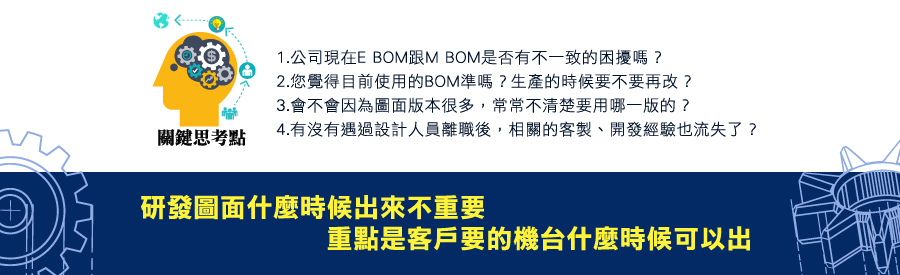 1.公司現在E BOM跟M BOM是否有不一致的困擾嗎？
2.您覺得目前使用的BOM準嗎？生產的時候要不要再改？
3.會不會因為圖面版本很多，常常不清楚要用哪一版的？
4.有沒有遇過設計人員離職後，相關的客製、開發經驗也流失了？
關鍵思考點
研發圖面什麼時候出來不重要
重點是客戶要的機台什麼時候可以出